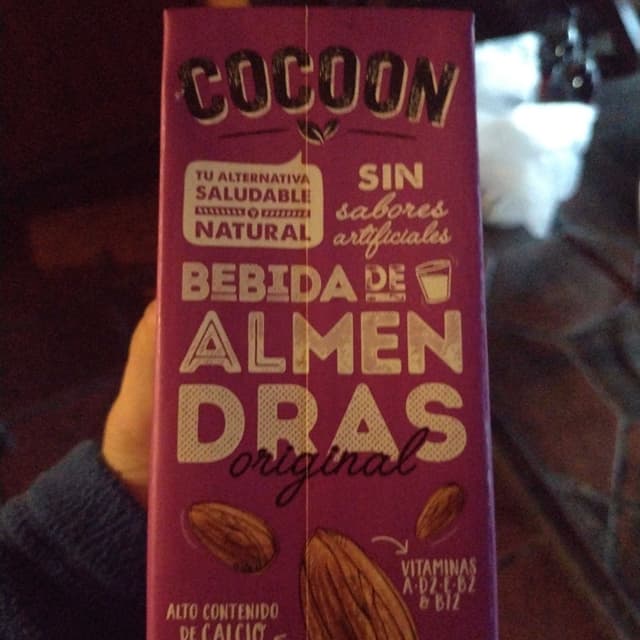 COCOON
TU ALTERNATIVA
SALUDABLE
Y
NATURAL
SIN
sabores
artificiales
BEBIDA DE
ALMEN
DRAS
original
VITAMINAS
A·D2·E·B2
& B12
ALTO CONTENIDO
DE CALCIO